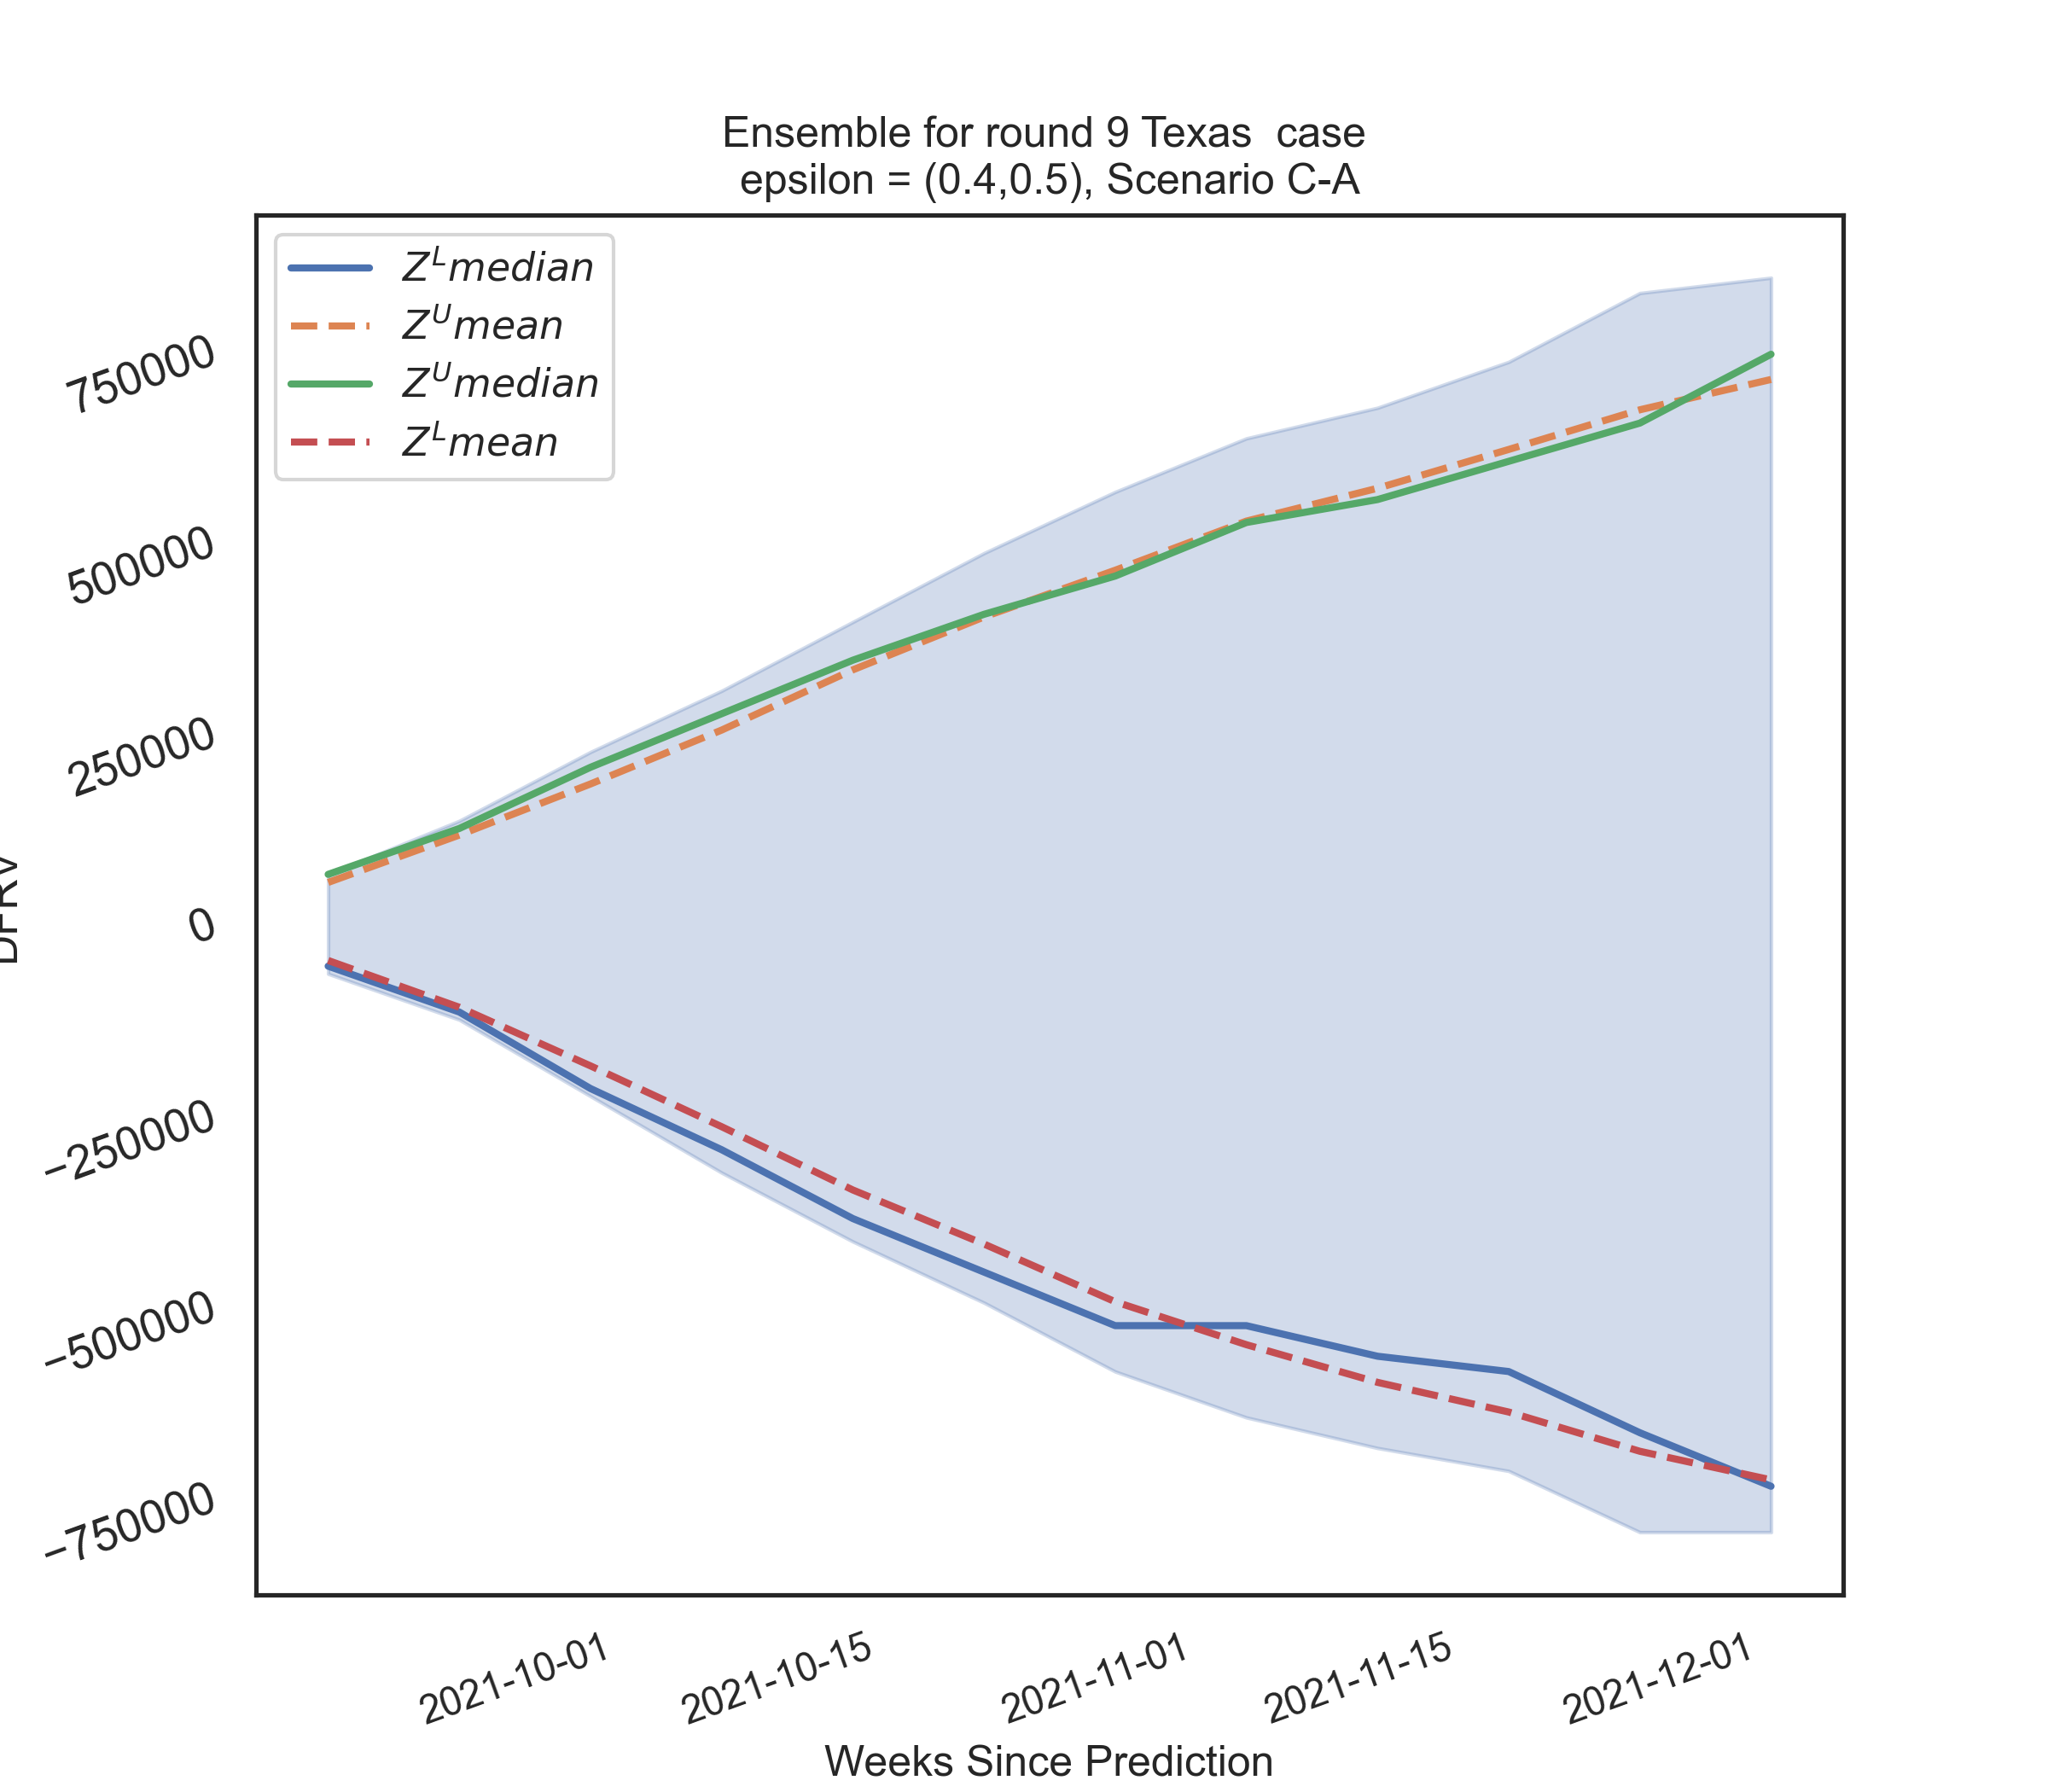 Ensemble for round 9 Texas  case
epsilon = (0.4,0.5), Scenario C-A
Z^L median
Z^U mean
Z^U median
Z^L mean
750000
500000
250000
0
−250000
−500000
−750000
2021-10-01
2021-10-15
2021-11-01
2021-11-15
2021-12-01
Weeks Since Prediction